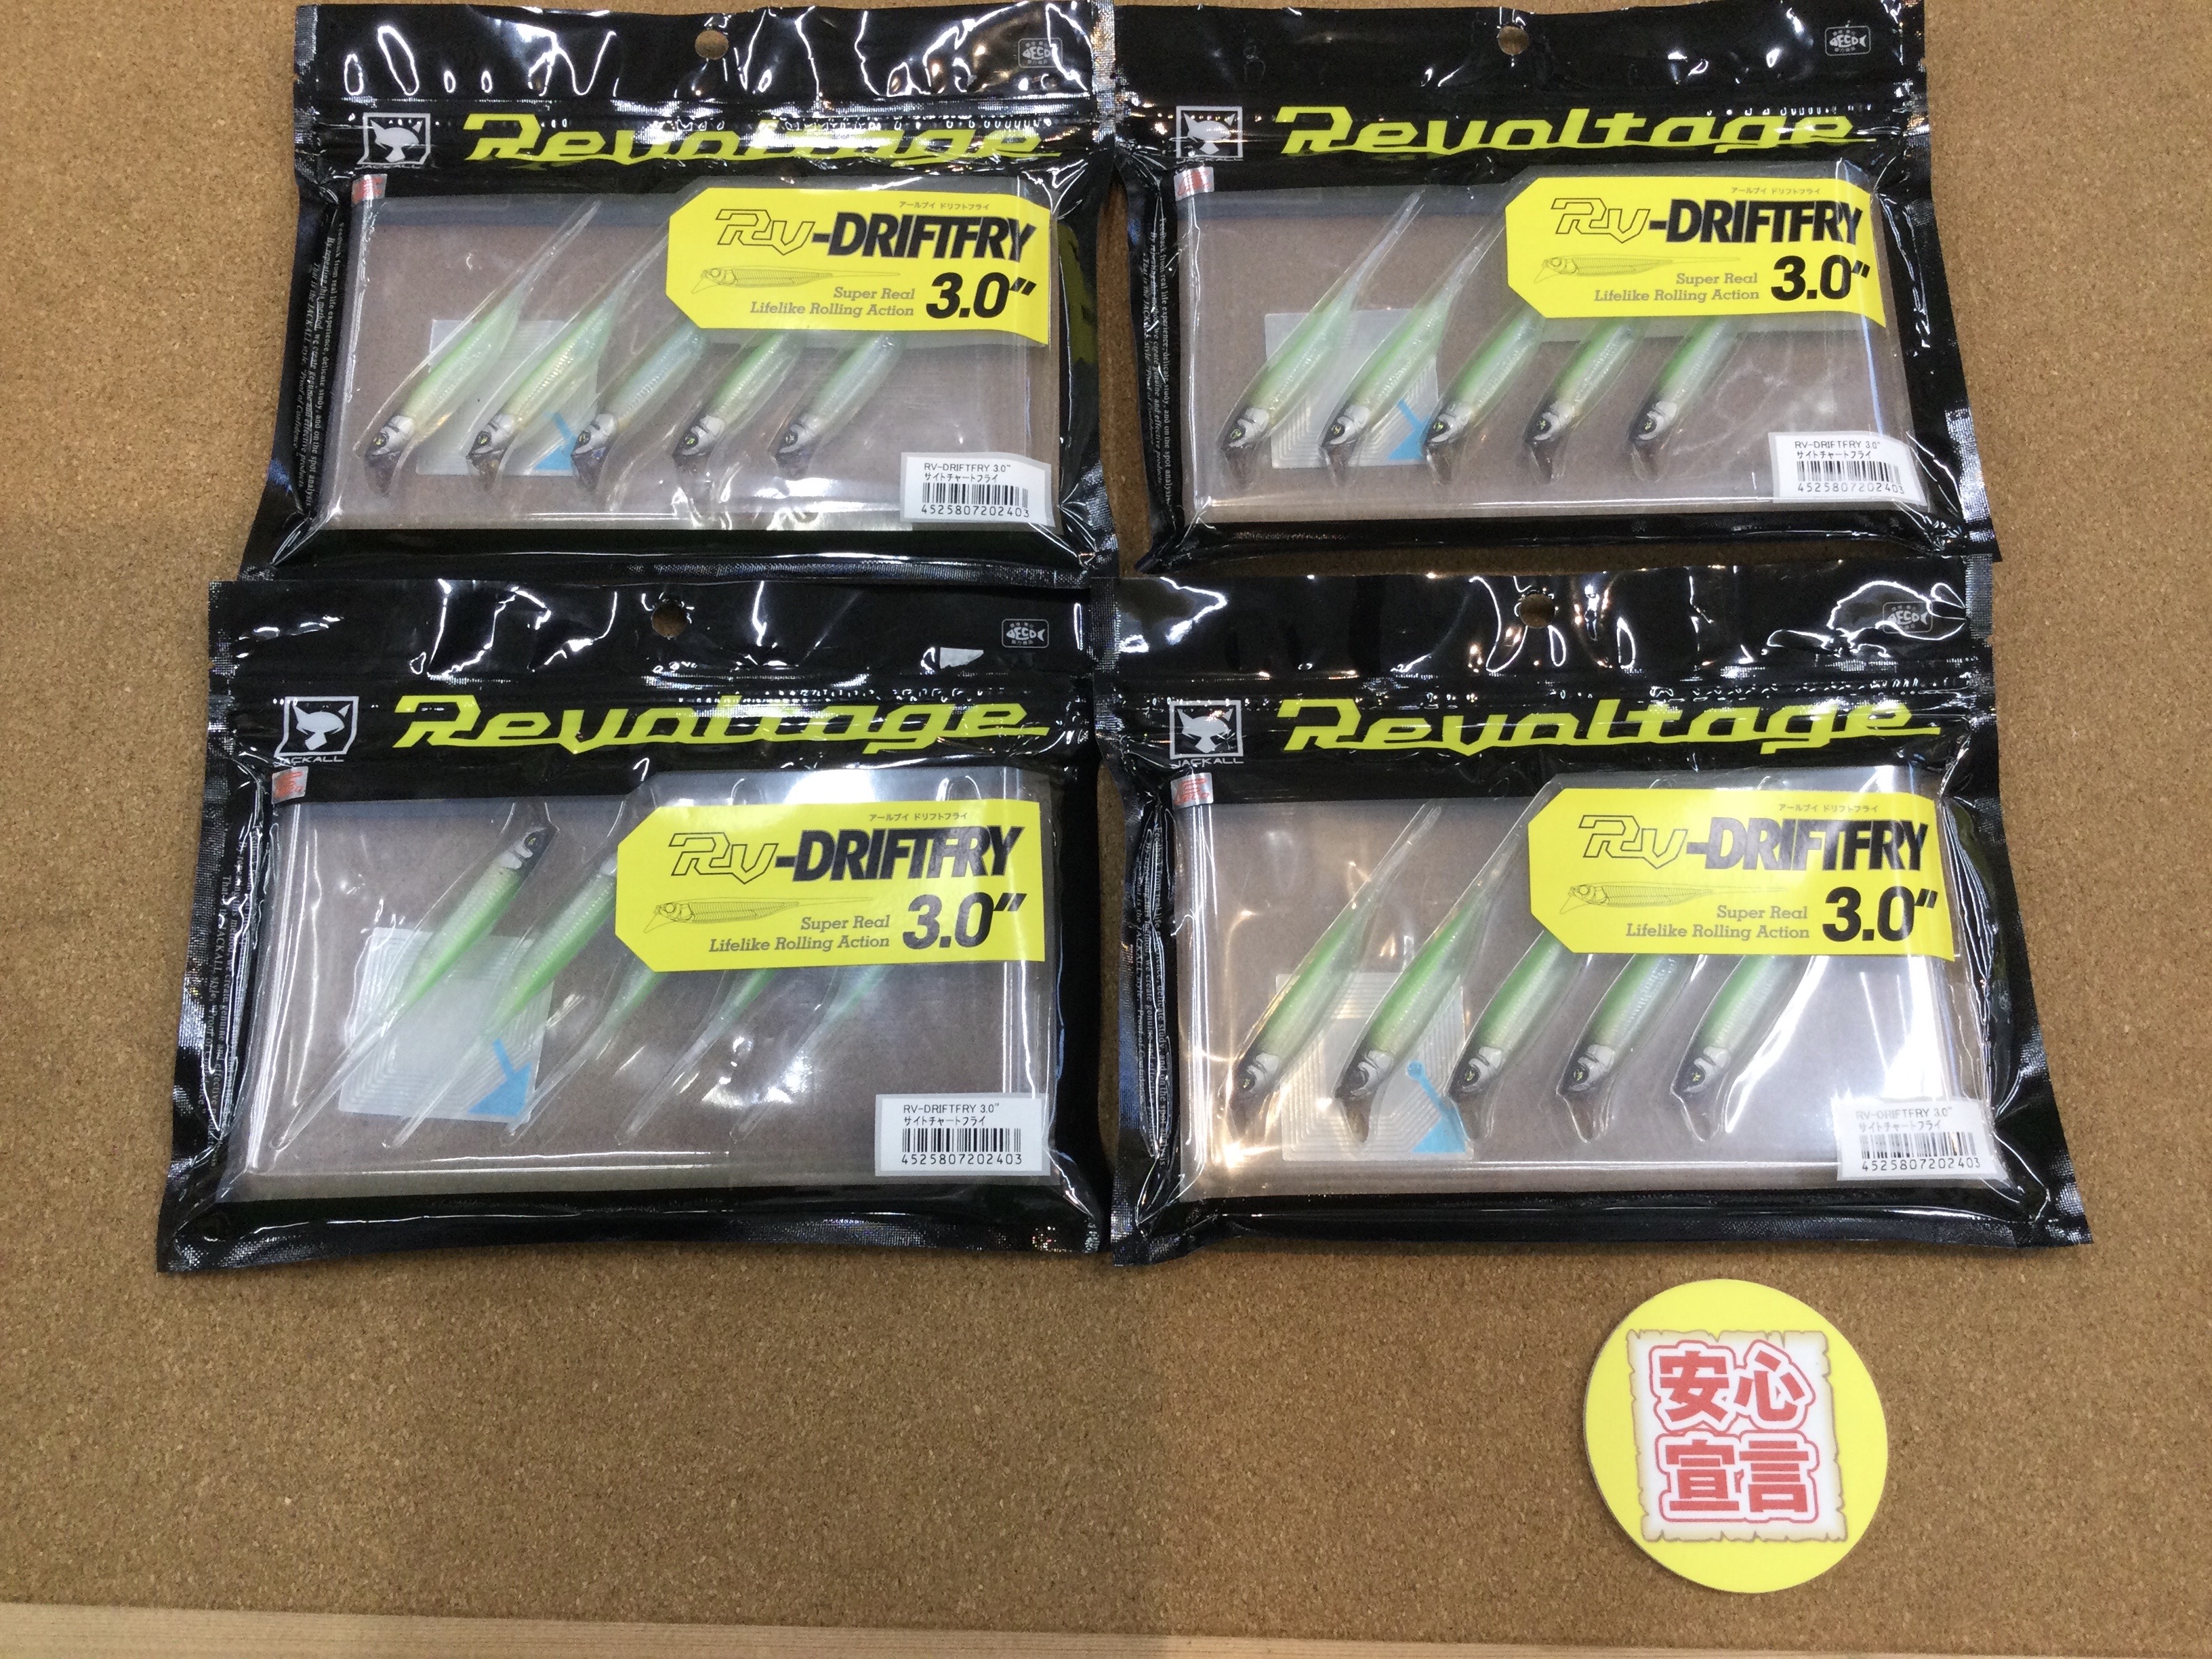 Revoltage
アールブイ ドリフトフライ
RV-DRIFTFRY
Super Real
Lifelike Rolling Action
3.0"
RV-DRIFTFRY 3.0"
サイトチャートフライ
4525807202403
ECO
Revoltage
アールブイ ドリフトフライ
RV-DRIFTFRY
Super Real
Lifelike Rolling Action
3.0"
RV-DRIFTFRY 3.0"
サイトチャートフライ
4525807202403
ECO
JACKALL
Revoltage
アールブイ ドリフトフライ
RV-DRIFTFRY
Super Real
Lifelike Rolling Action
3.0"
RV-DRIFTFRY 3.0"
サイトチャートフライ
4525807202403
JACKALL
Revoltage
アールブイ ドリフトフライ
RV-DRIFTFRY
Super Real
Lifelike Rolling Action
3.0"
RV-DRIFTFRY 3.0"
サイトチャートフライ
4525807202403
安心
宣言